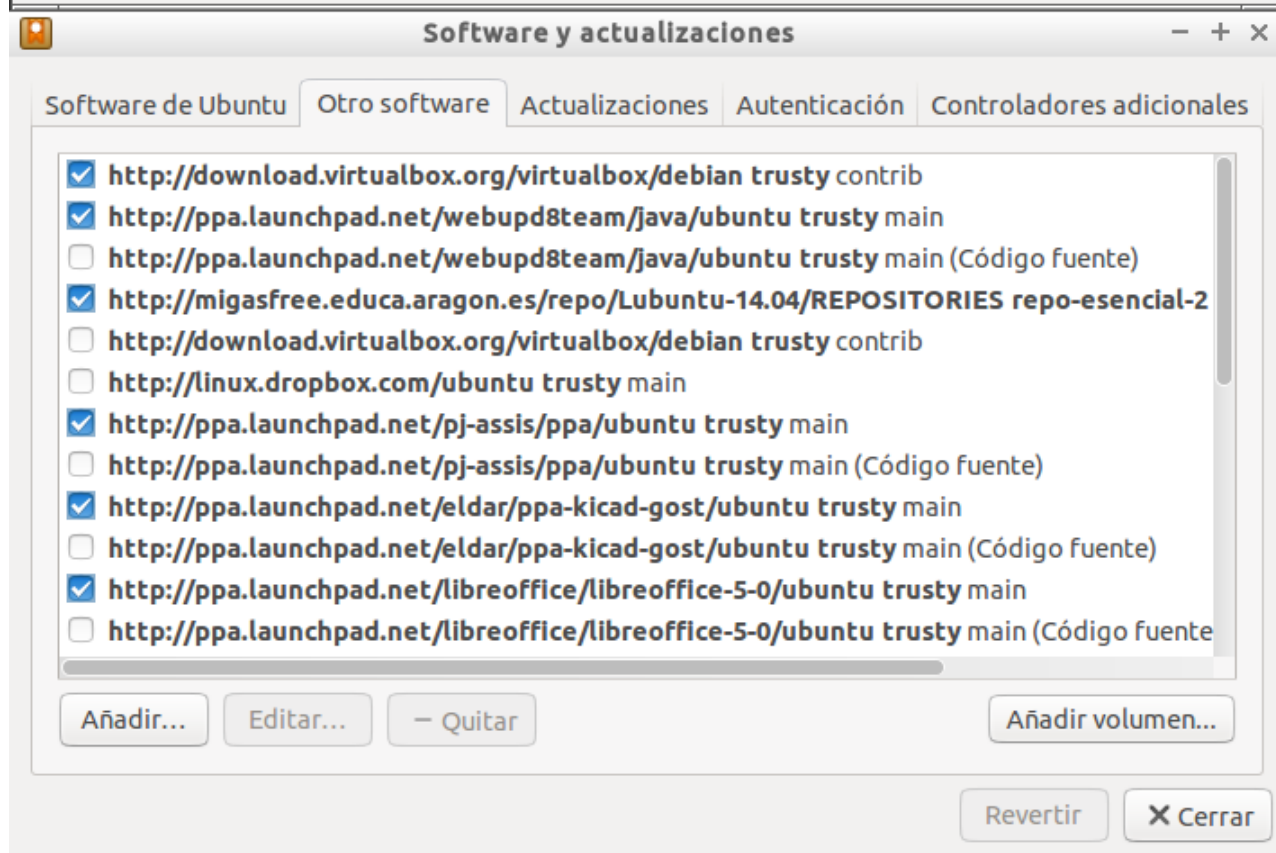 Software y actualizaciones
Software de Ubuntu Otro software Actualizaciones Autenticación Controladores adicionales
http://download.virtualbox.org/virtualbox/debian trusty contrib
http://ppa.launchpad.net/webupd8team/java/ubuntu trusty main
http://ppa.launchpad.net/webupd8team/java/ubuntu trusty main (Código fuente)
http://migasfree.educa.aragon.es/repo/Lubuntu-14.04/REPOSITORIES repo-esencial-2
http://download.virtualbox.org/virtualbox/debian trusty contrib
http://linux.dropbox.com/ubuntu trusty main
http://ppa.launchpad.net/pj-assis/ppa/ubuntu trusty main
http://ppa.launchpad.net/pj-assis/ppa/ubuntu trusty main (Código fuente)
http://ppa.launchpad.net/eldar/ppa-kicad-gost/ubuntu trusty main
http://ppa.launchpad.net/eldar/ppa-kicad-gost/ubuntu trusty main (Código fuente)
http://ppa.launchpad.net/libreoffice/libreoffice-5-0/ubuntu trusty main
http://ppa.launchpad.net/libreoffice/libreoffice-5-0/ubuntu trusty main (Código fuente
Añadir... Editar... Quitar Añadir volumen...
Revertir Cerrar